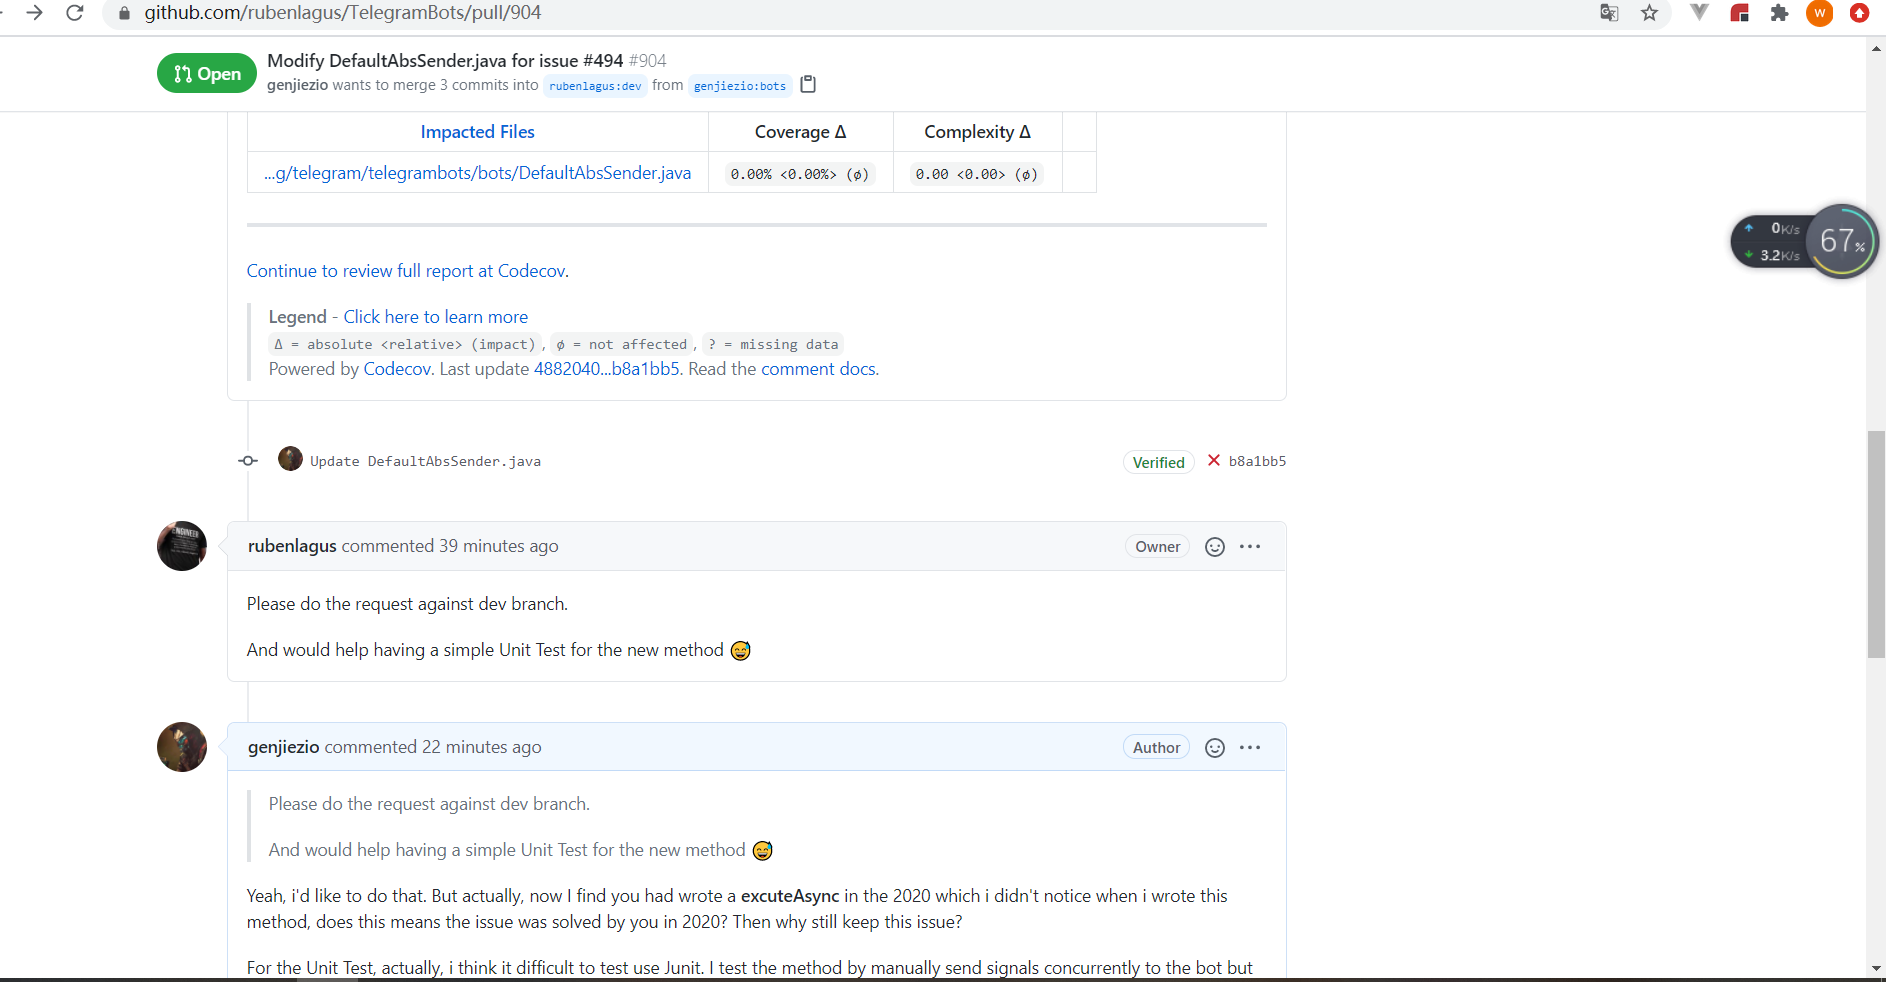 github.com/rubenlagus/TelegramBots/pull/904
W
Open
Modify DefaultAbsSender.java for issue #494 #904
genjiezio wants to merge 3 commits into rubenlagus:dev from genjiezio:bots
Impacted Files Coverage Δ Complexity Δ
...g/telegram/telegrambots/bots/DefaultAbsSender.java 0.00% <0.00%> (ø) 0.00 <0.00> (ø)
0K/s
3.2K/s
67%
Continue to review full report at Codecov.
Legend - Click here to learn more
Δ = absolute <relative> (impact), ø = not affected, ? = missing data
Powered by Codecov. Last update 4882040...b8a1bb5. Read the comment docs.
Update DefaultAbsSender.java Verified b8a1bb5
rubenlagus commented 39 minutes ago Owner
Please do the request against dev branch.
And would help having a simple Unit Test for the new method 😅
genjiezio commented 22 minutes ago Author
Please do the request against dev branch.
And would help having a simple Unit Test for the new method 😅
Yeah, i'd like to do that. But actually, now I find you had wrote a excuteAsync in the 2020 which i didn't notice when i wrote this
method, does this means the issue was solved by you in 2020? Then why still keep this issue?
For the Unit Test, actually, i think it difficult to test use Junit. I test the method by manually send signals concurrently to the bot but